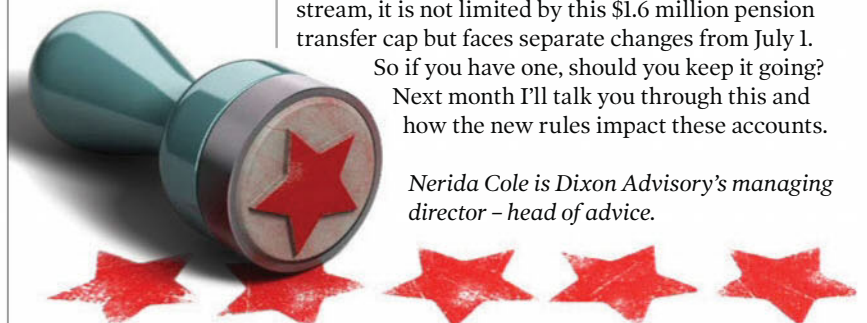 stream, it is not limited by this $1.6 million pension
transfer cap but faces separate changes from July 1.
So if you have one, should you keep it going?
Next month I'll talk you through this and
how the new rules impact these accounts.
Nerida Cole is Dixon Advisory's managing
director – head of advice.